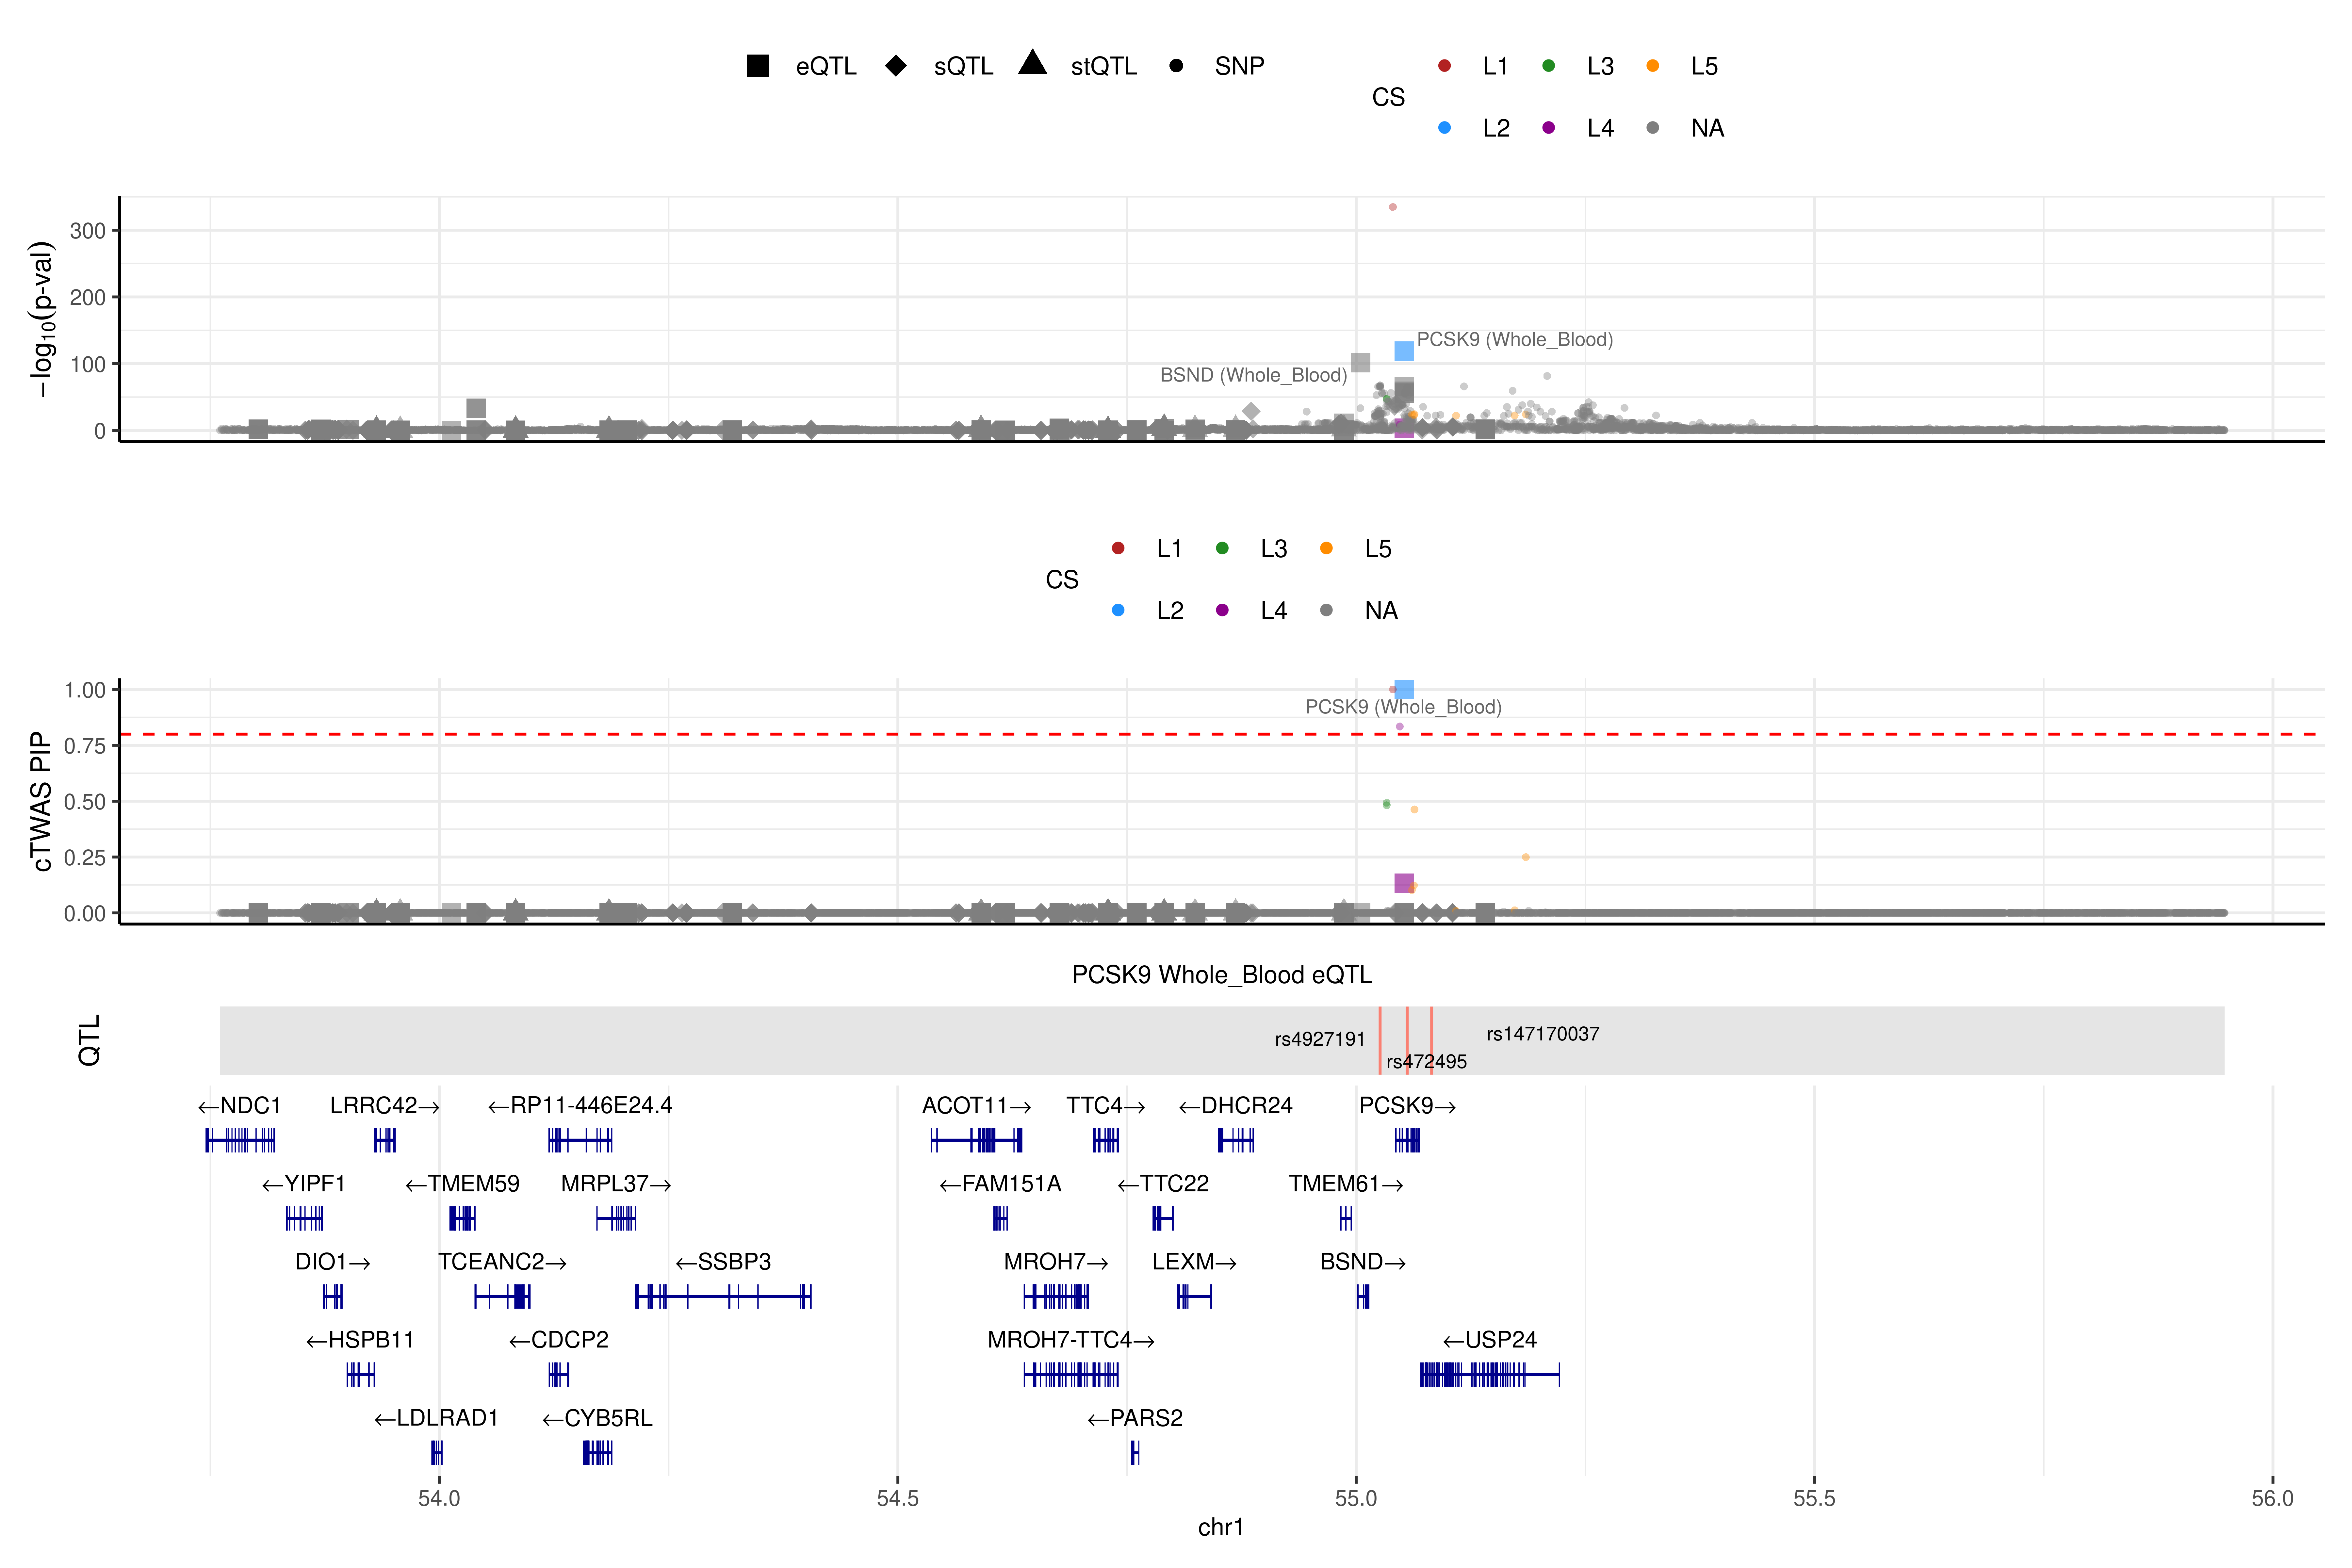 eQTL sQTL stQTL SNP
CS
L1 L3 L5
L2 L4 NA
−log10(p-val)
300
200
100
0
PCSK9 (Whole_Blood)
BSND (Whole_Blood)
CS
L1 L3 L5
L2 L4 NA
cTWAS PIP
1.00
0.75
0.50
0.25
0.00
PCSK9 (Whole_Blood)
PCSK9 Whole_Blood eQTL
QTL
rs4927191
rs472495
rs147170037
←NDC1 LRRC42→ ←RP11-446E24.4 ACOT11→ TTC4→ ←DHCR24 PCSK9→
←YIPF1 ←TMEM59 MRPL37→ ←FAM151A ←TTC22 TMEM61→
DIO1→ TCEANC2→ ←SSBP3 MROH7→ LEXM→ BSND→
←HSPB11 ←CDCP2 MROH7-TTC4→ ←USP24
←LDLRAD1 ←CYB5RL ←PARS2
54.0 54.5 55.0 55.5 56.0
chr1